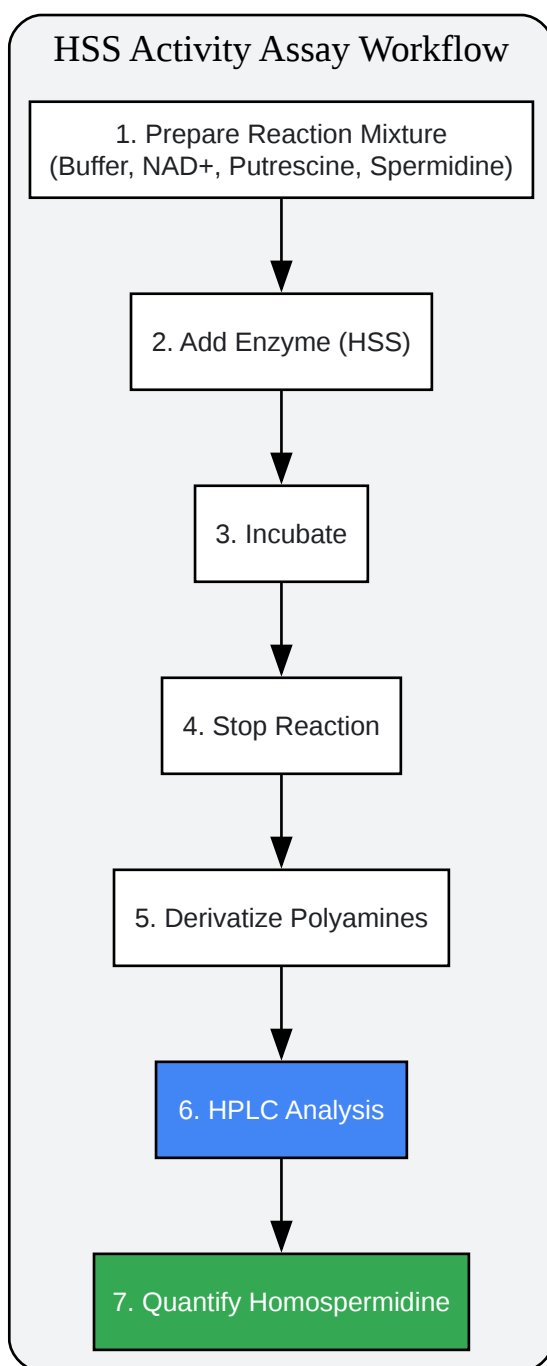 HSS Activity Assay Workflow
1. Prepare Reaction Mixture
(Buffer, NAD+, Putrescine, Spermidine)
2. Add Enzyme (HSS)
3. Incubate
4. Stop Reaction
5. Derivatize Polyamines
6. HPLC Analysis
7. Quantify Homospermidine